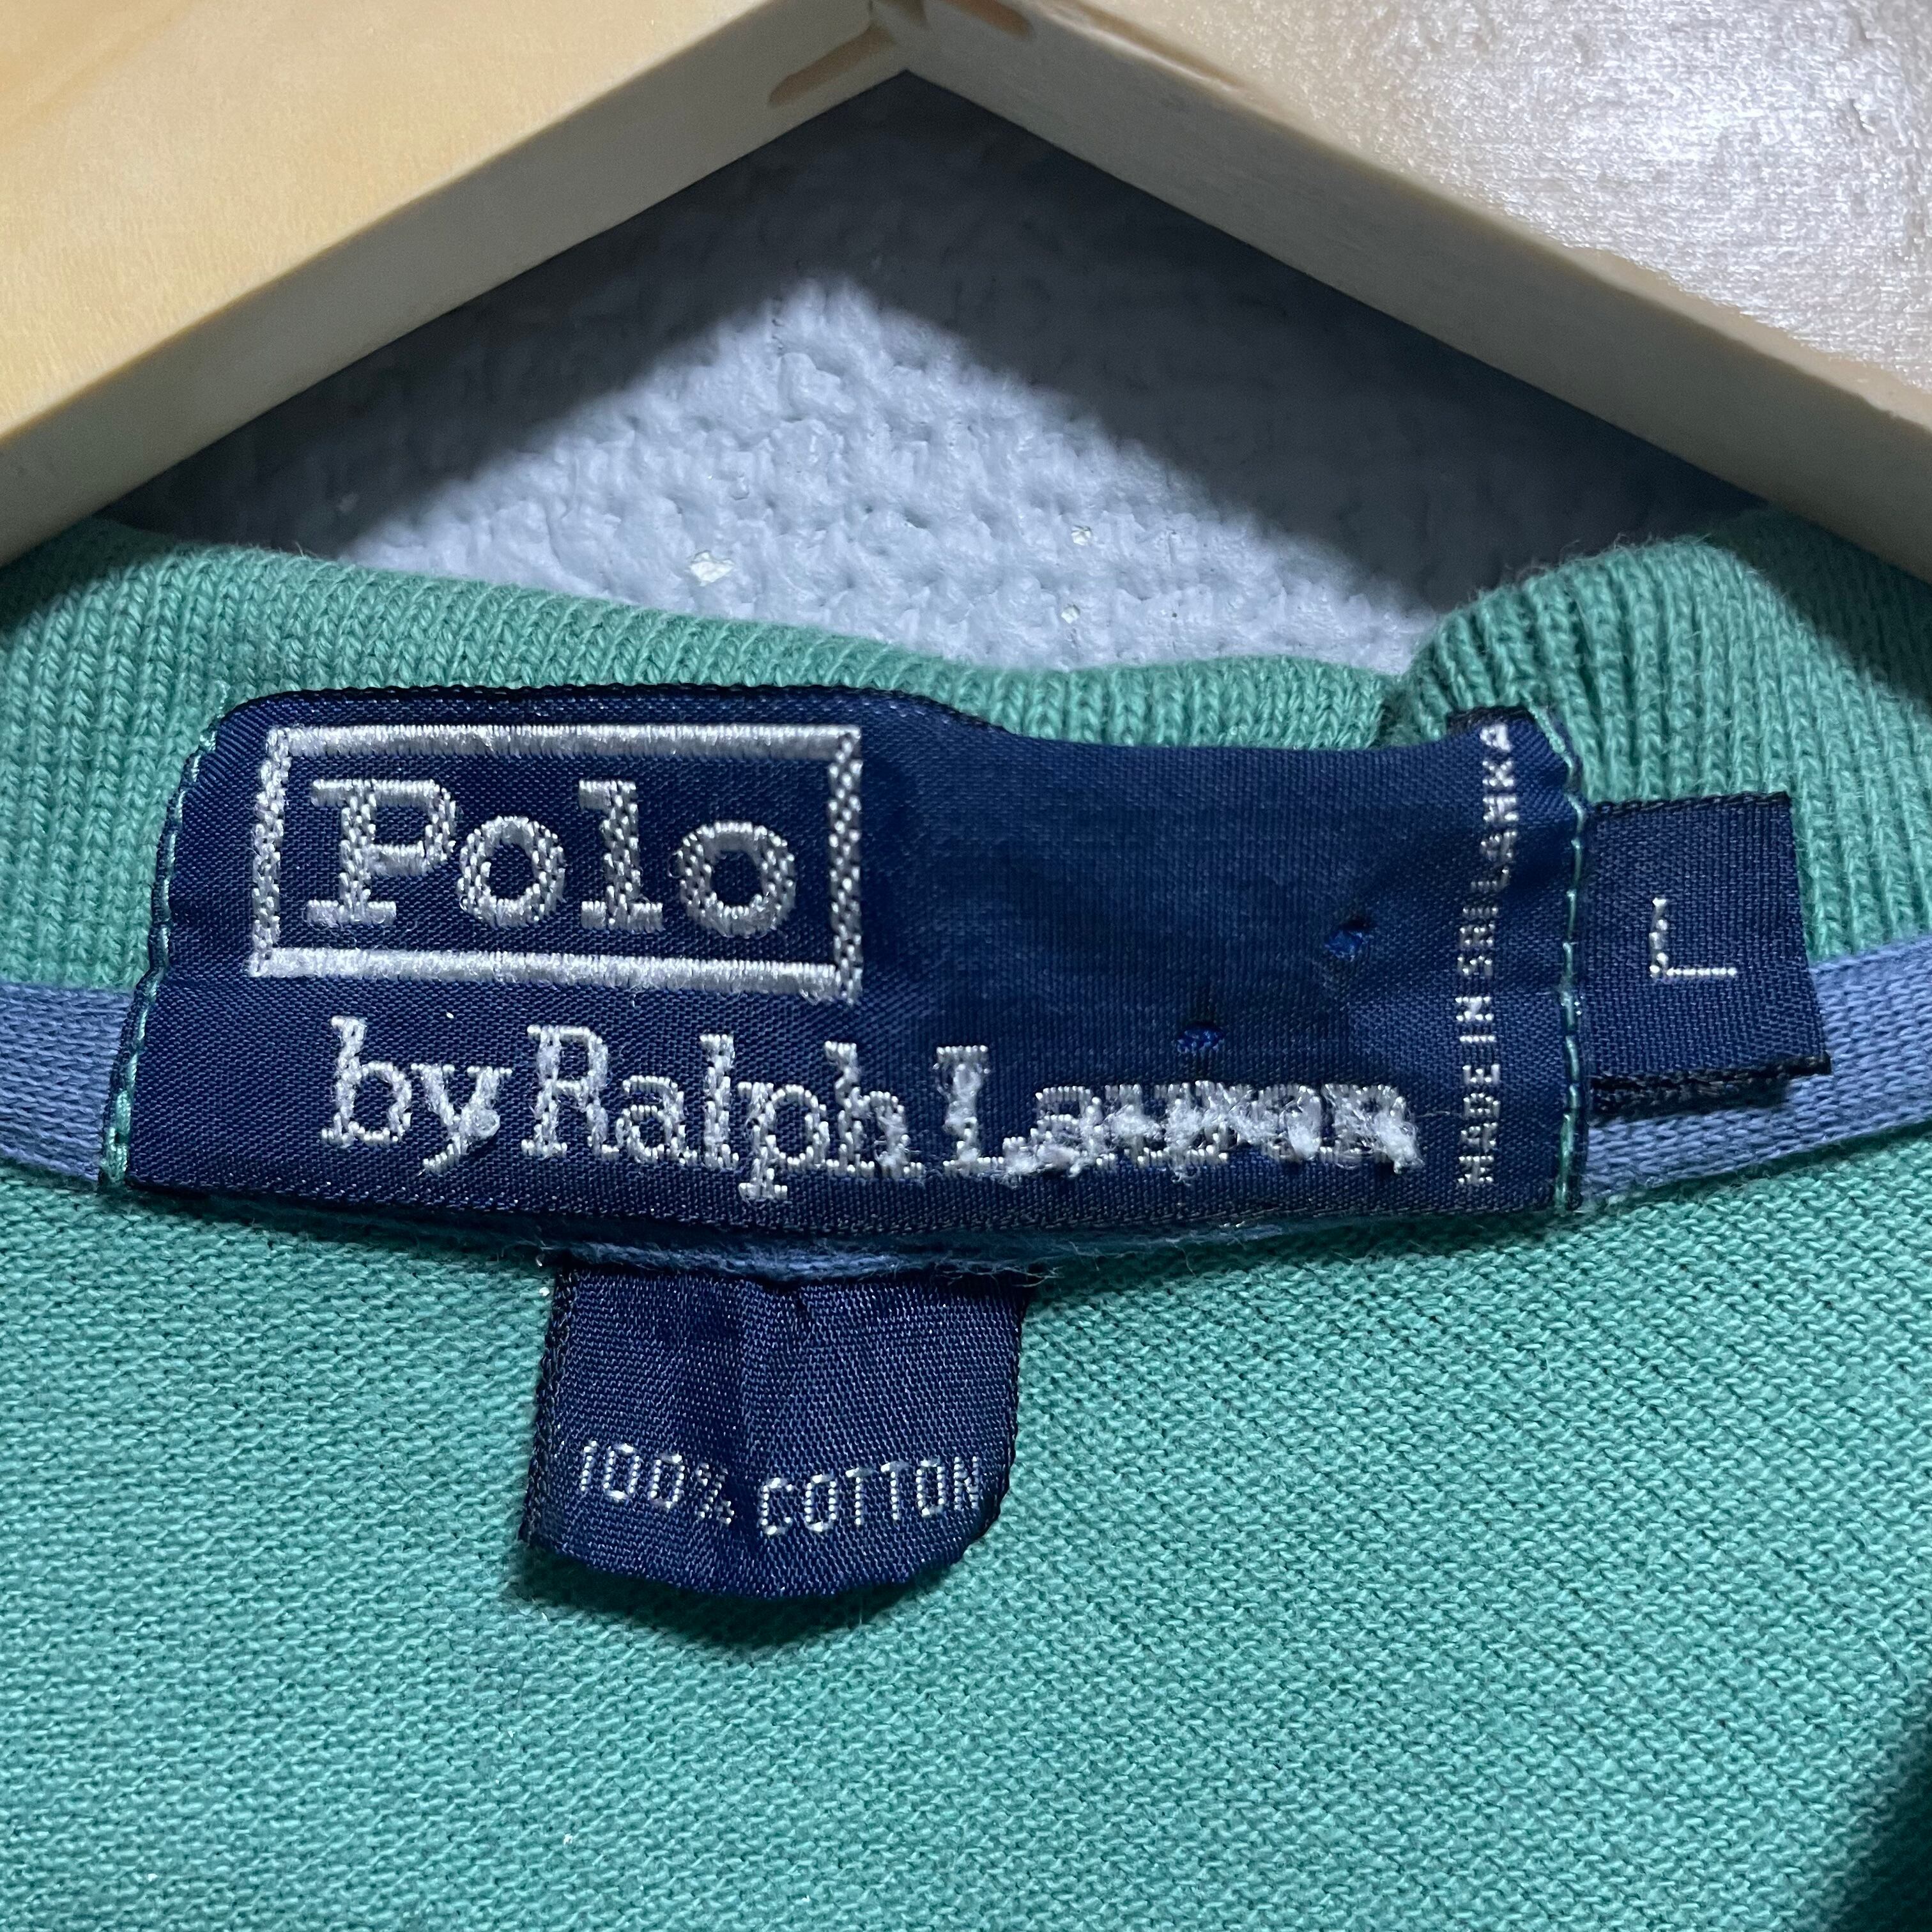 Polo
by Ralph Lauren
MADE IN SRI LANKA
L
100% COTTON